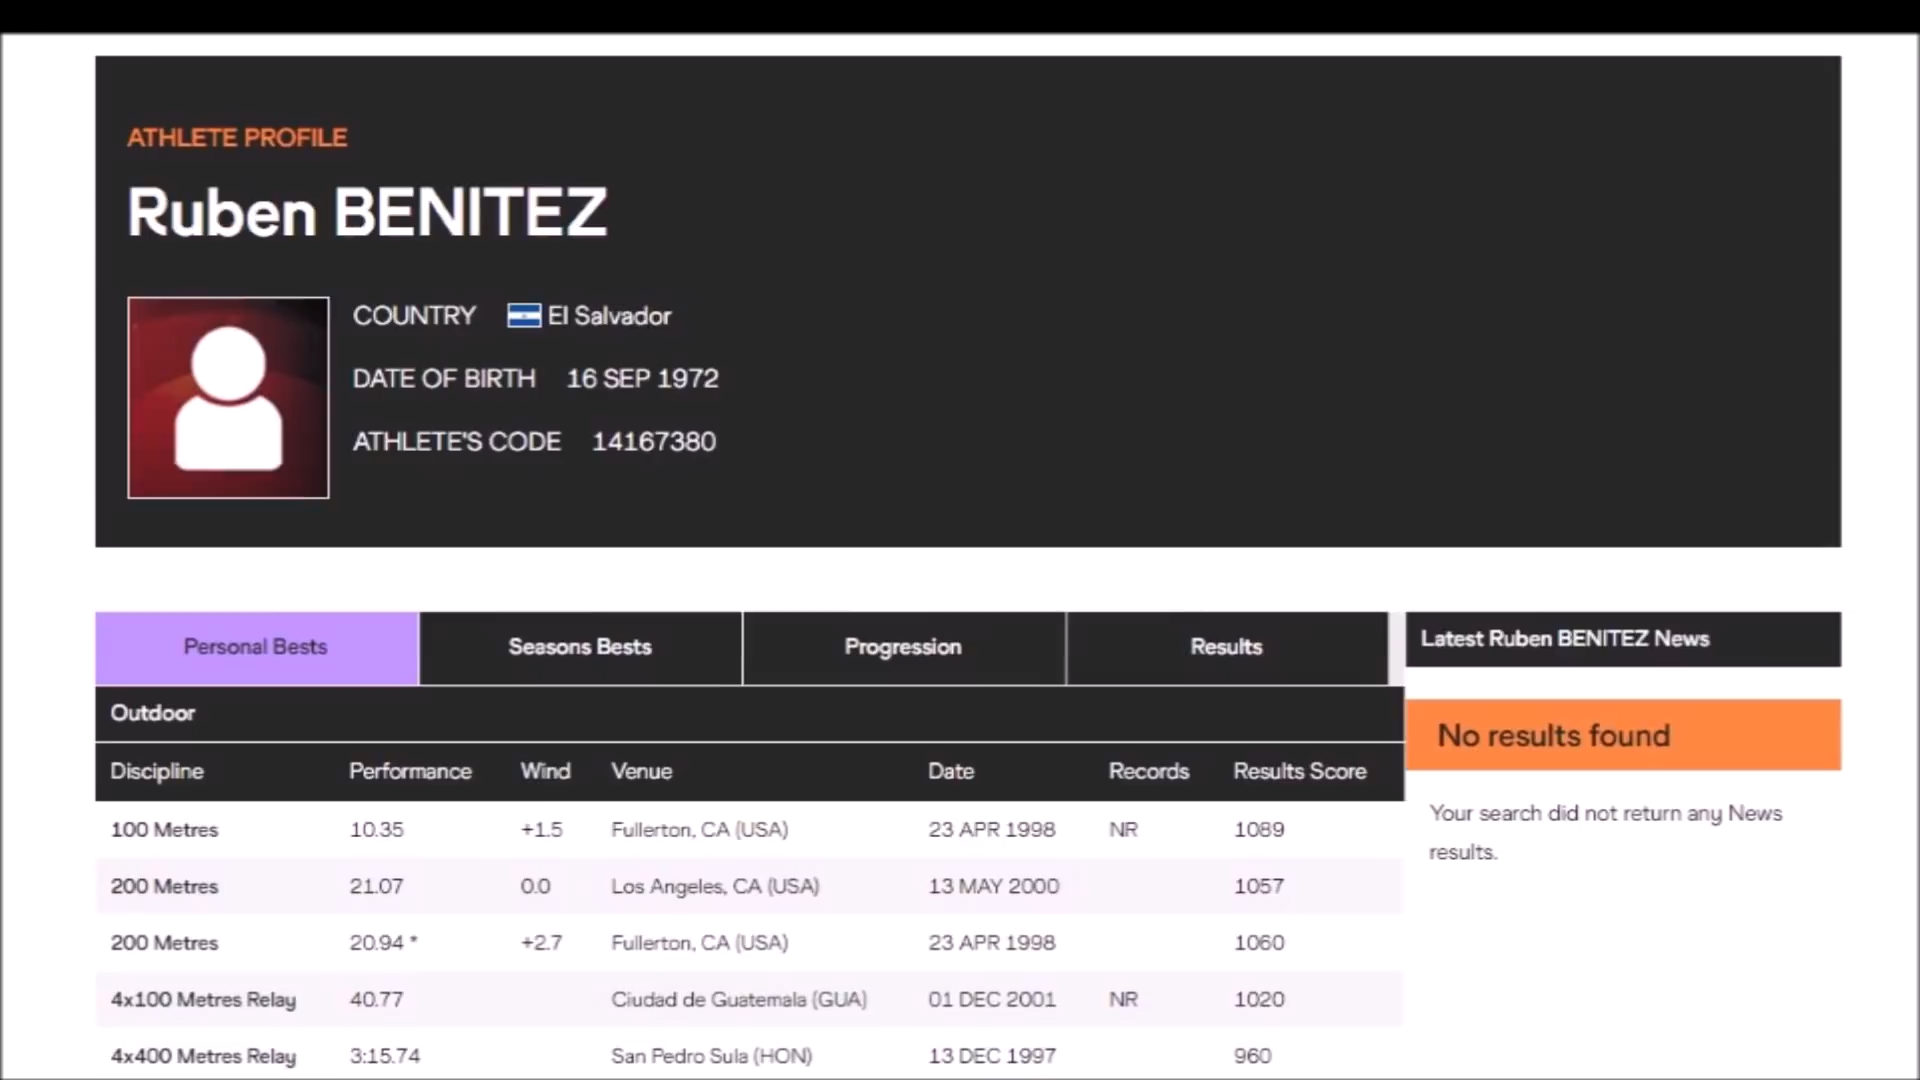 ATHLETE PROFILE
Ruben BENITEZ
COUNTRY El Salvador
DATE OF BIRTH 16 SEP 1972
ATHLETE'S CODE 14167380
Personal Bests Seasons Bests Progression Results
Outdoor
Discipline Performance Wind Venue Date Records Results Score
100 Metres 10.35 +1.5 Fullerton, CA (USA) 23 APR 1998 NR 1089
200 Metres 21.07 0.0 Los Angeles, CA (USA) 13 MAY 2000 1057
200 Metres 20.94 * +2.7 Fullerton, CA (USA) 23 APR 1998 1060
4x100 Metres Relay 40.77 Ciudad de Guatemala (GUA) 01 DEC 2001 NR 1020
4x400 Metres Relay 3:15.74 San Pedro Sula (HON) 13 DEC 1997 960
Latest Ruben BENITEZ News
No results found
Your search did not return any News
results.